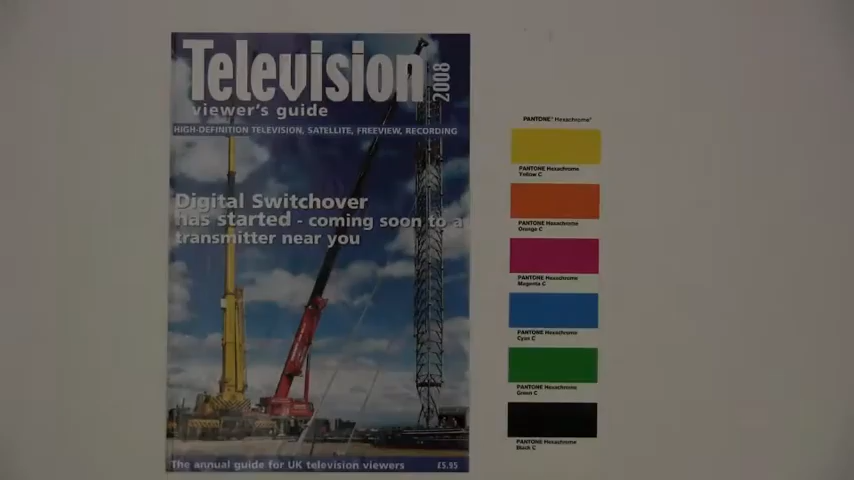 Television
2008
viewer's guide
HIGH-DEFINITION TELEVISION, SATELLITE, FREEVIEW, RECORDING
Digital Switchover
has started - coming soon to a
transmitter near you
The annual guide for UK television viewers
£5.95
PANTONE® Hexachrome®
PANTONE Hexachrome
Yellow C
PANTONE Hexachrome
Orange C
PANTONE Hexachrome
Magenta C
PANTONE Hexachrome
Cyan C
PANTONE Hexachrome
Green C
PANTONE Hexachrome
Black C